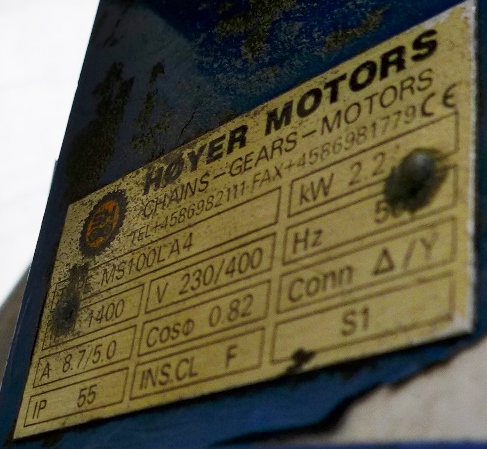 HØYER MOTORS
CHAINS-GEARS-MOTORS
TEL+4586982111·FAX+4586981779 CE
MS100LA4 kW 2.2
1400 V 230/400 Hz
A 8.7/5.0 CosΦ 0.82 Conn Δ/Y
IP 55 INS.CL F S1